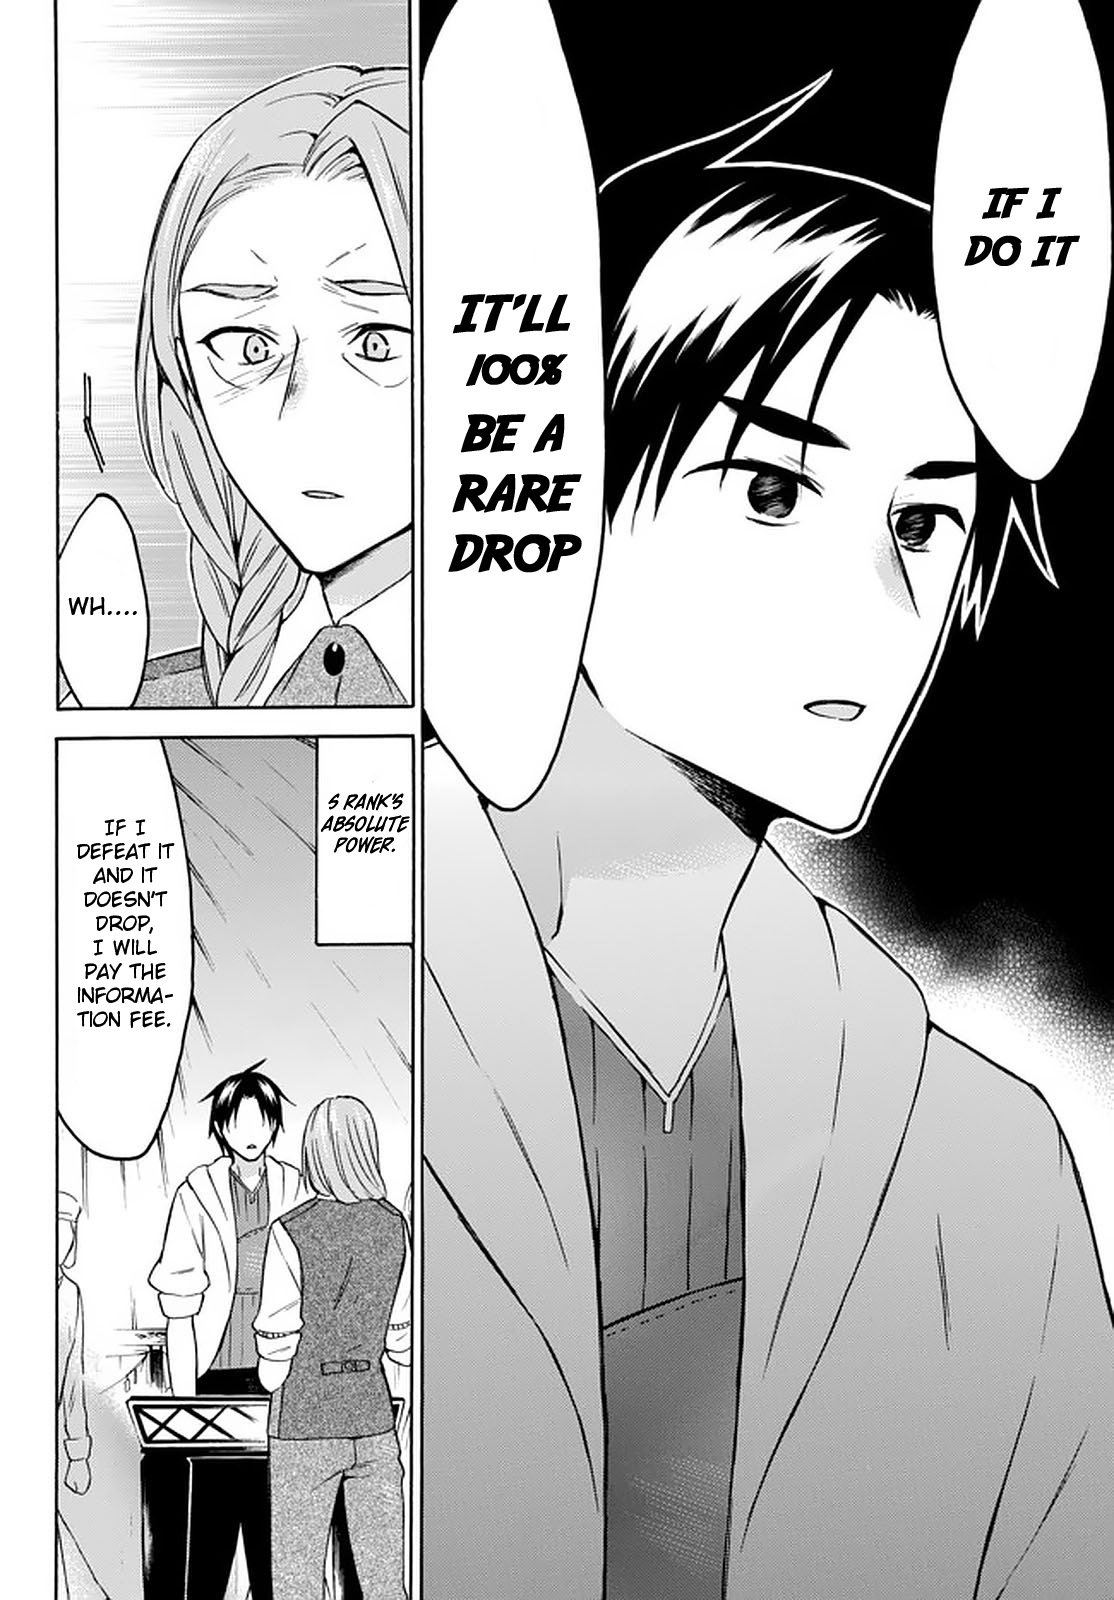 IF I
DO IT
IT'LL
100%
BE A
RARE
DROP
WH....
S RANK'S
ABSOLUTE
POWER.
IF I
DEFEAT IT
AND IT
DOESN'T
DROP,
I WILL
PAY THE
INFORMA-
TION FEE.